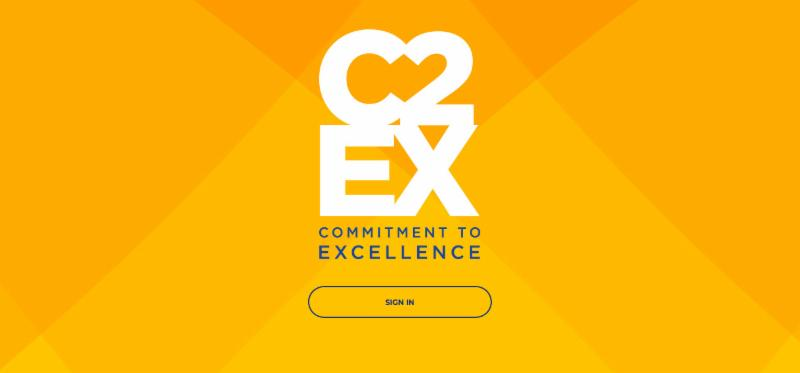 C2
EX
COMMITMENT TO
EXCELLENCE
SIGN IN